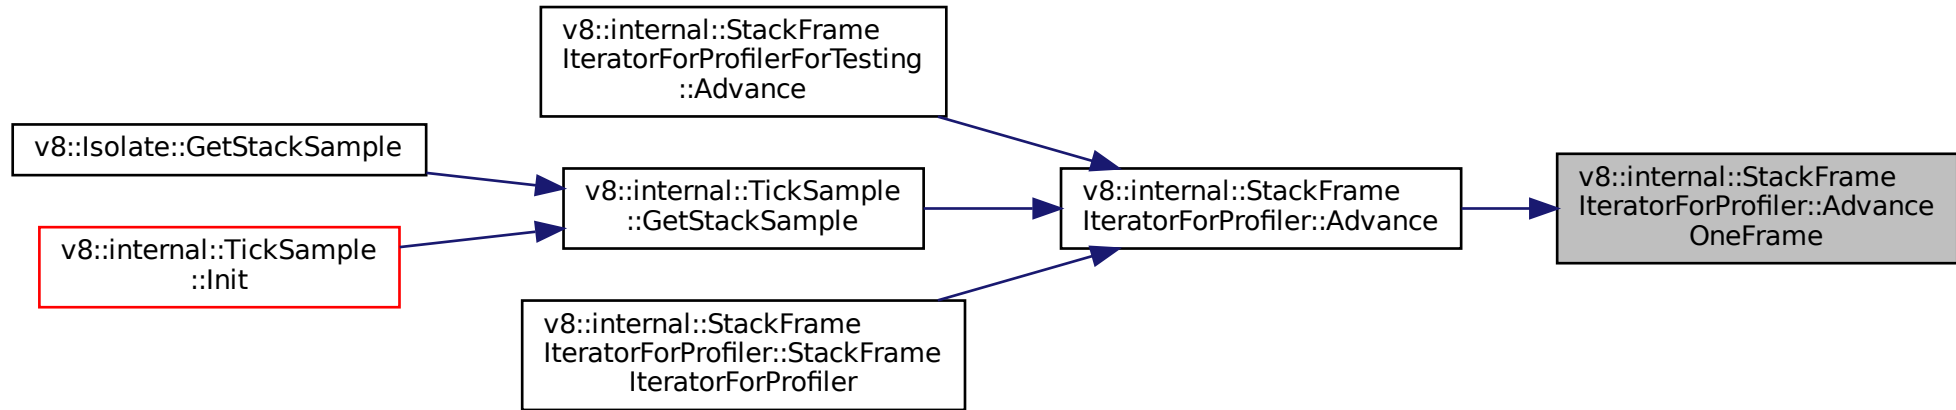 v8::internal::StackFrame
IteratorForProfilerForTesting
::Advance
v8::Isolate::GetStackSample
v8::internal::TickSample
::Init
v8::internal::TickSample
::GetStackSample
v8::internal::StackFrame
IteratorForProfiler::StackFrame
IteratorForProfiler
v8::internal::StackFrame
IteratorForProfiler::Advance
v8::internal::StackFrame
IteratorForProfiler::Advance
OneFrame